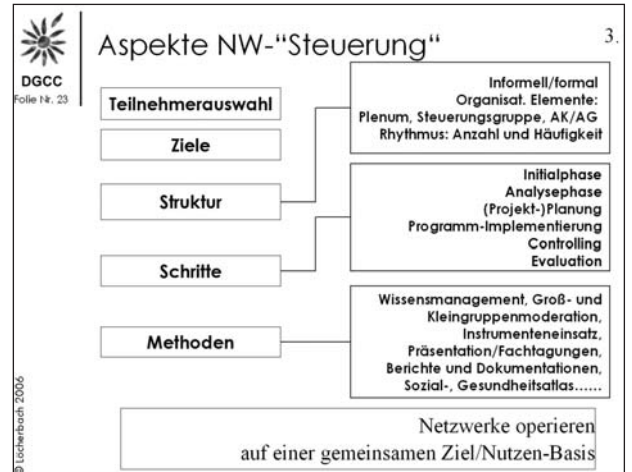 DGCC
Folie Nr. 23
Aspekte NW-“Steuerung“
3.
Teilnehmerauswahl
Ziele
Struktur
Schritte
Methoden
Informell/formal
Organisat. Elemente:
Plenum, Steuerungsgruppe, AK/AG
Rhythmus: Anzahl und Häufigkeit
Initialphase
Analysephase
(Projekt-)Planung
Programm-Implementierung
Controlling
Evaluation
Wissensmanagement, Groß- und
Kleingruppenmoderation,
Instrumenteneinsatz,
Präsentation/Fachtagungen,
Berichte und Dokumentationen,
Sozial-, Gesundheitsatlas……
Netzwerke operieren
auf einer gemeinsamen Ziel/Nutzen-Basis
© Löcherbach 2006